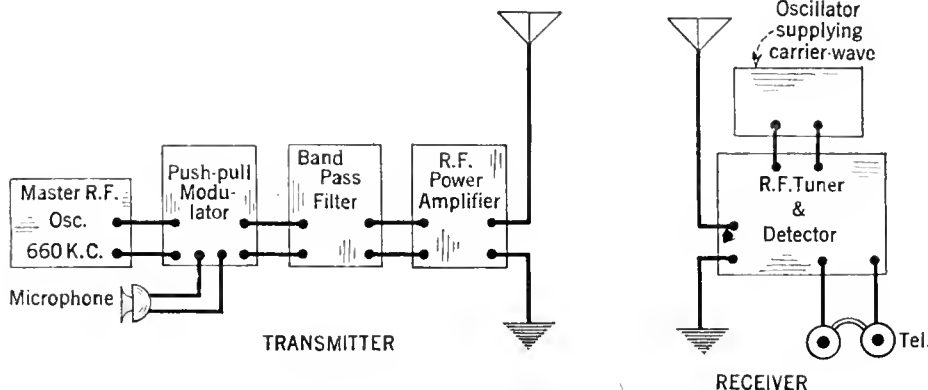 Master R.F.
Osc.
660 K.C.
Microphone
Push-pull
Modu-
lator
Band
Pass
Filter
R.F.
Power
Amplifier
TRANSMITTER
Oscillator
supplying
carrier-wave
R.F. Tuner
&
Detector
Tel.
RECEIVER